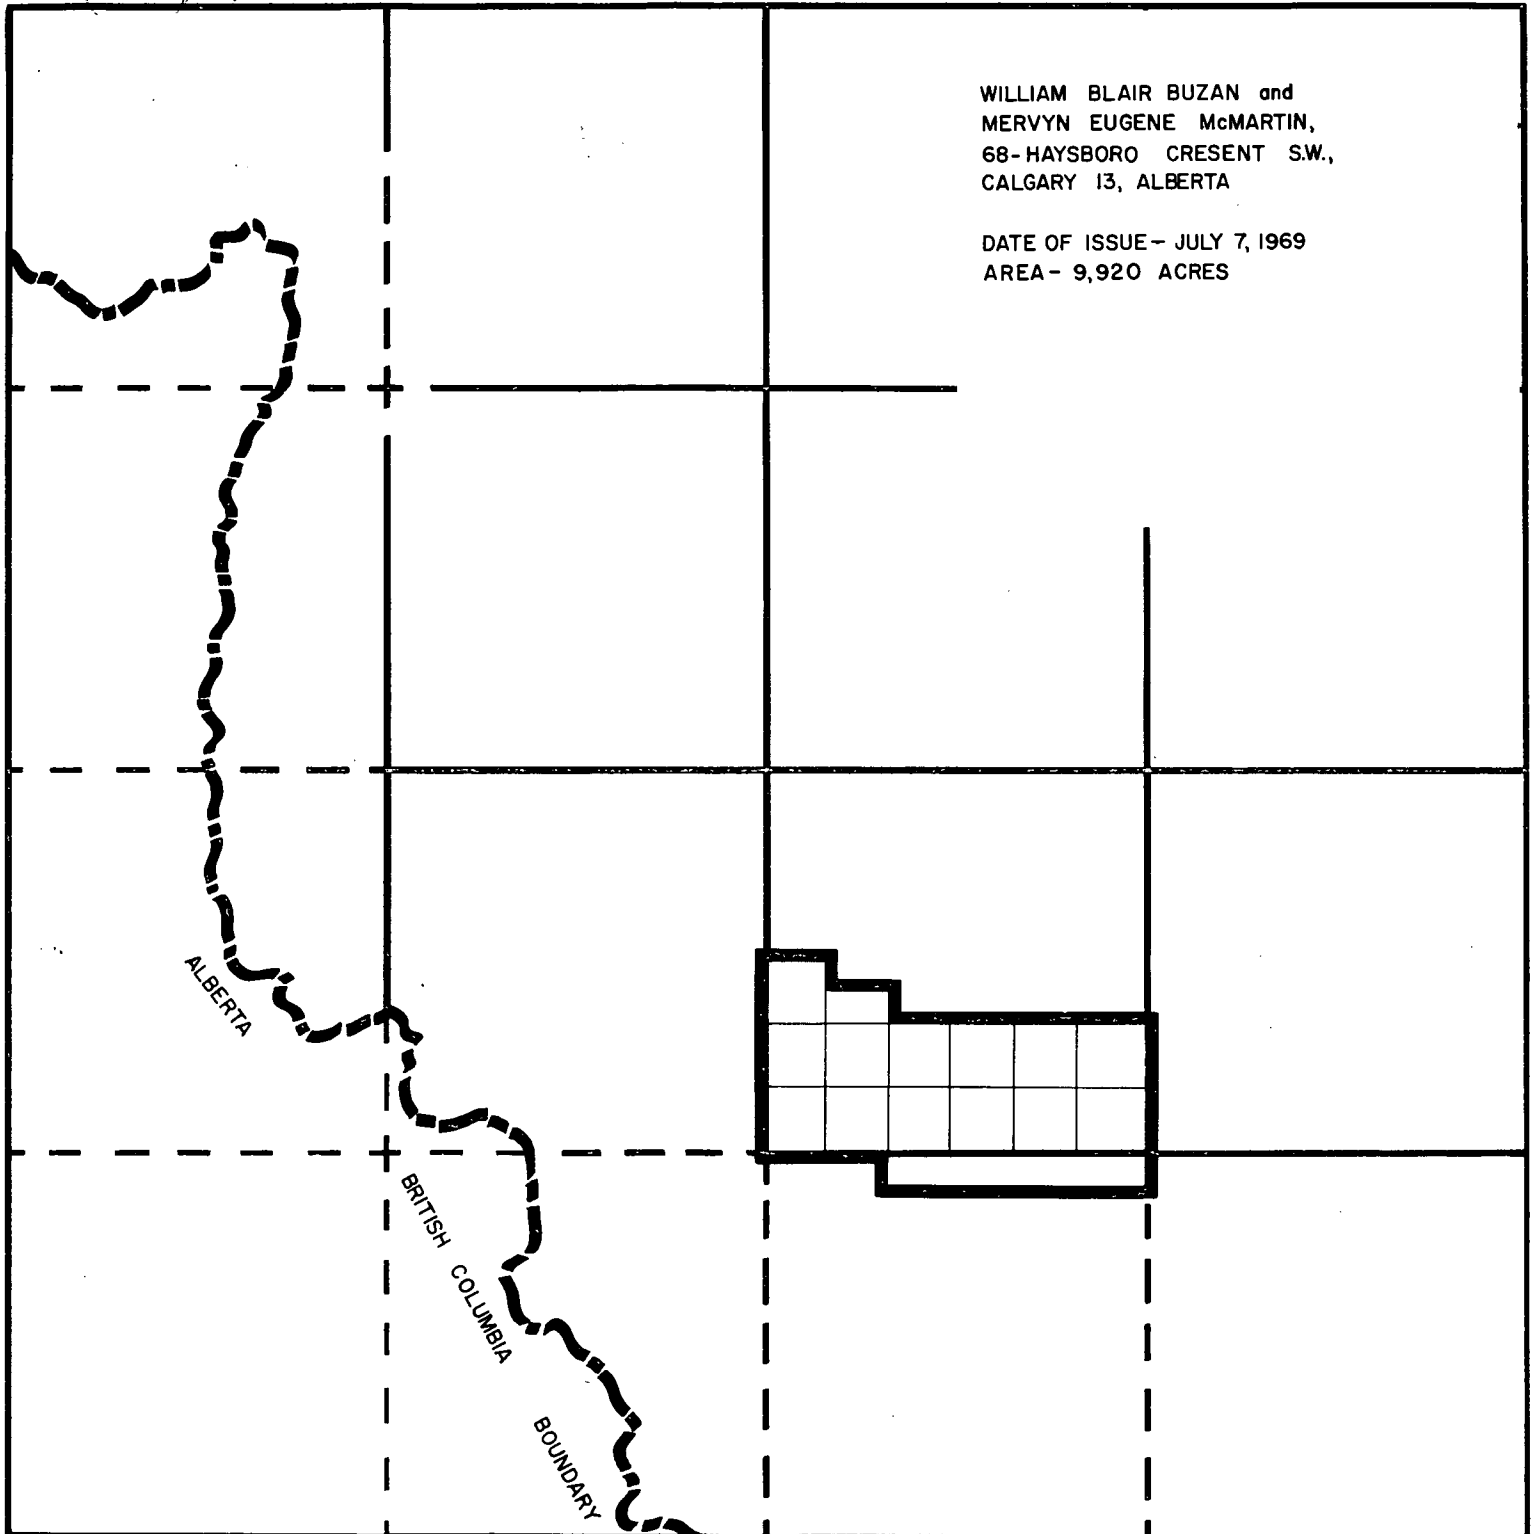 WILLIAM BLAIR BUZAN and
MERVYN EUGENE McMARTIN,
68-HAYSBORO CRESENT S.W.,
CALGARY 13, ALBERTA
DATE OF ISSUE- JULY 7, 1969
AREA- 9,920 ACRES
ALBERTA
BRITISH COLUMBIA
BOUNDARY